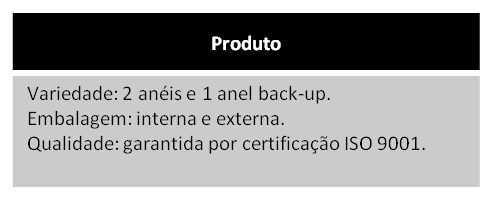 Produto
Variedade: 2 anéis e 1 anel back-up.
Embalagem: interna e externa.
Qualidade: garantida por certificação ISO 9001.